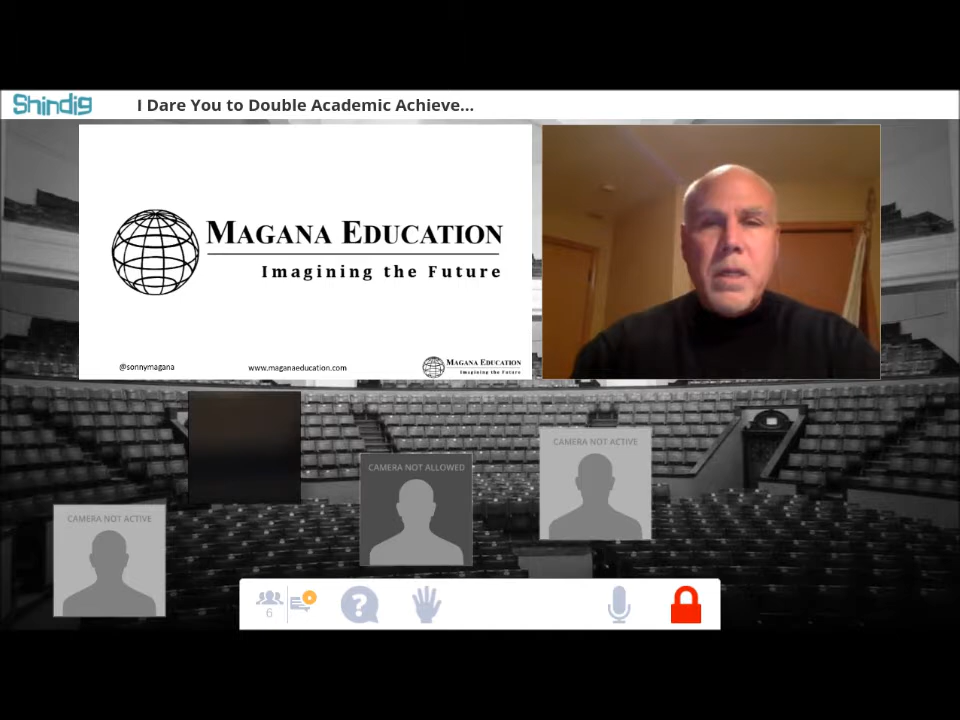 Shindig
I Dare You to Double Academic Achieve...
MAGANA EDUCATION
Imagining the Future
@sonnymagana
www.maganaeducation.com
MAGANA EDUCATION
Imagining the Future
CAMERA NOT ACTIVE
CAMERA NOT ALLOWED
CAMERA NOT ACTIVE
6
?